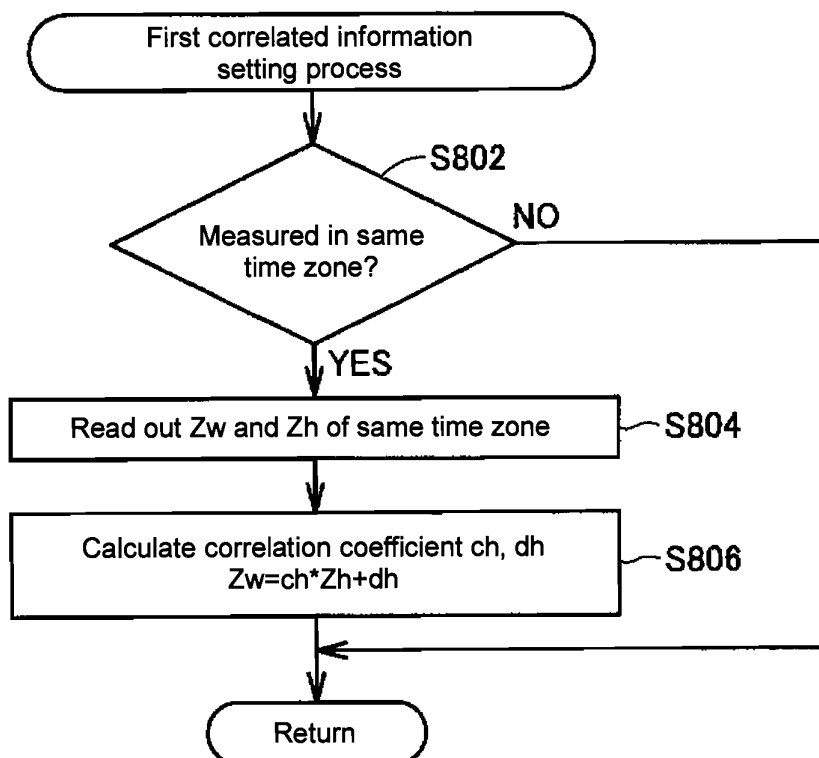 First correlated information
setting process
S802
NO
Measured in same
time zone?
YES
Read out Zw and Zh of same time zone
S804
Calculate correlation coefficient ch, dh
Zw=ch*Zh+dh
S806
Return